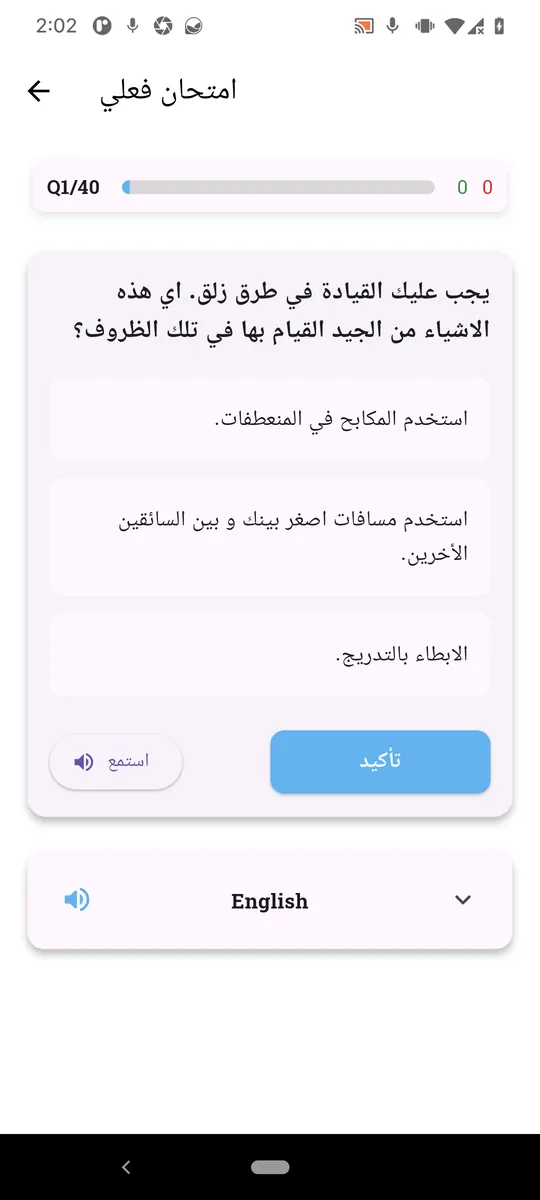 2:02
امتحان فعلي
Q1/40
0 0
يجب عليك القيادة في طرق زلق. اي هذه
الاشياء من الجيد القيام بها في تلك الظروف؟
استخدم المكابح في المنعطفات.
استخدم مسافات اصغر بينك و بين السائقين
الأخرين.
الابطاء بالتدريج.
استمع
تأكيد
English